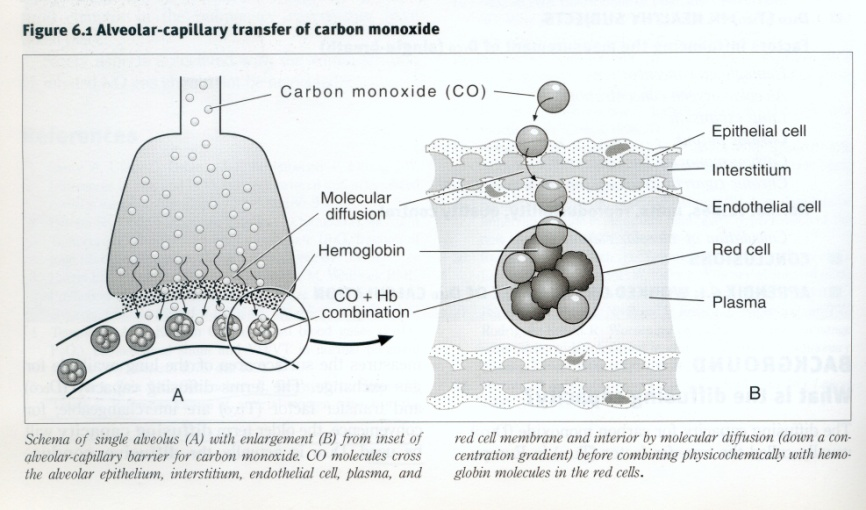 Figure 6.1 Alveolar-capillary transfer of carbon monoxide
Carbon monoxide (CO)
Molecular
diffusion
Hemoglobin
CO + Hb
combination
A
Epithelial cell
Interstitium
Endothelial cell
Red cell
Plasma
B
Schema of single alveolus (A) with enlargement (B) from inset of
alveolar-capillary barrier for carbon monoxide. CO molecules cross
the alveolar epithelium, interstitium, endothelial cell, plasma, and
red cell membrane and interior by molecular diffusion (down a con-
centration gradient) before combining physicochemically with hemo-
globin molecules in the red cells.